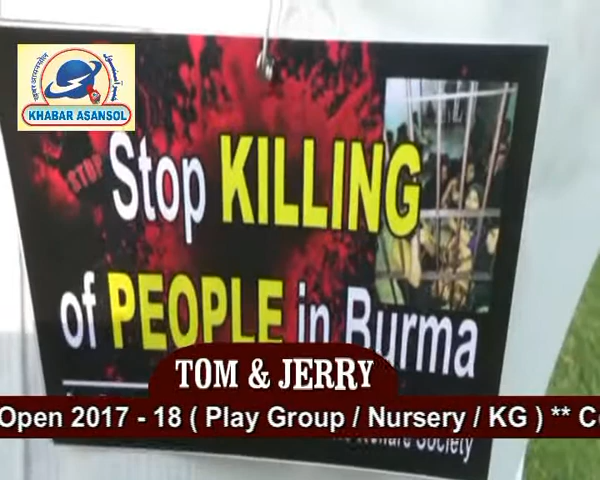 KHABAR ASANSOL
STOP
Stop KILLING
of PEOPLE in Burma
TOM & JERRY
Open 2017 - 18 ( Play Group / Nursery / KG ) **
Welfare Society